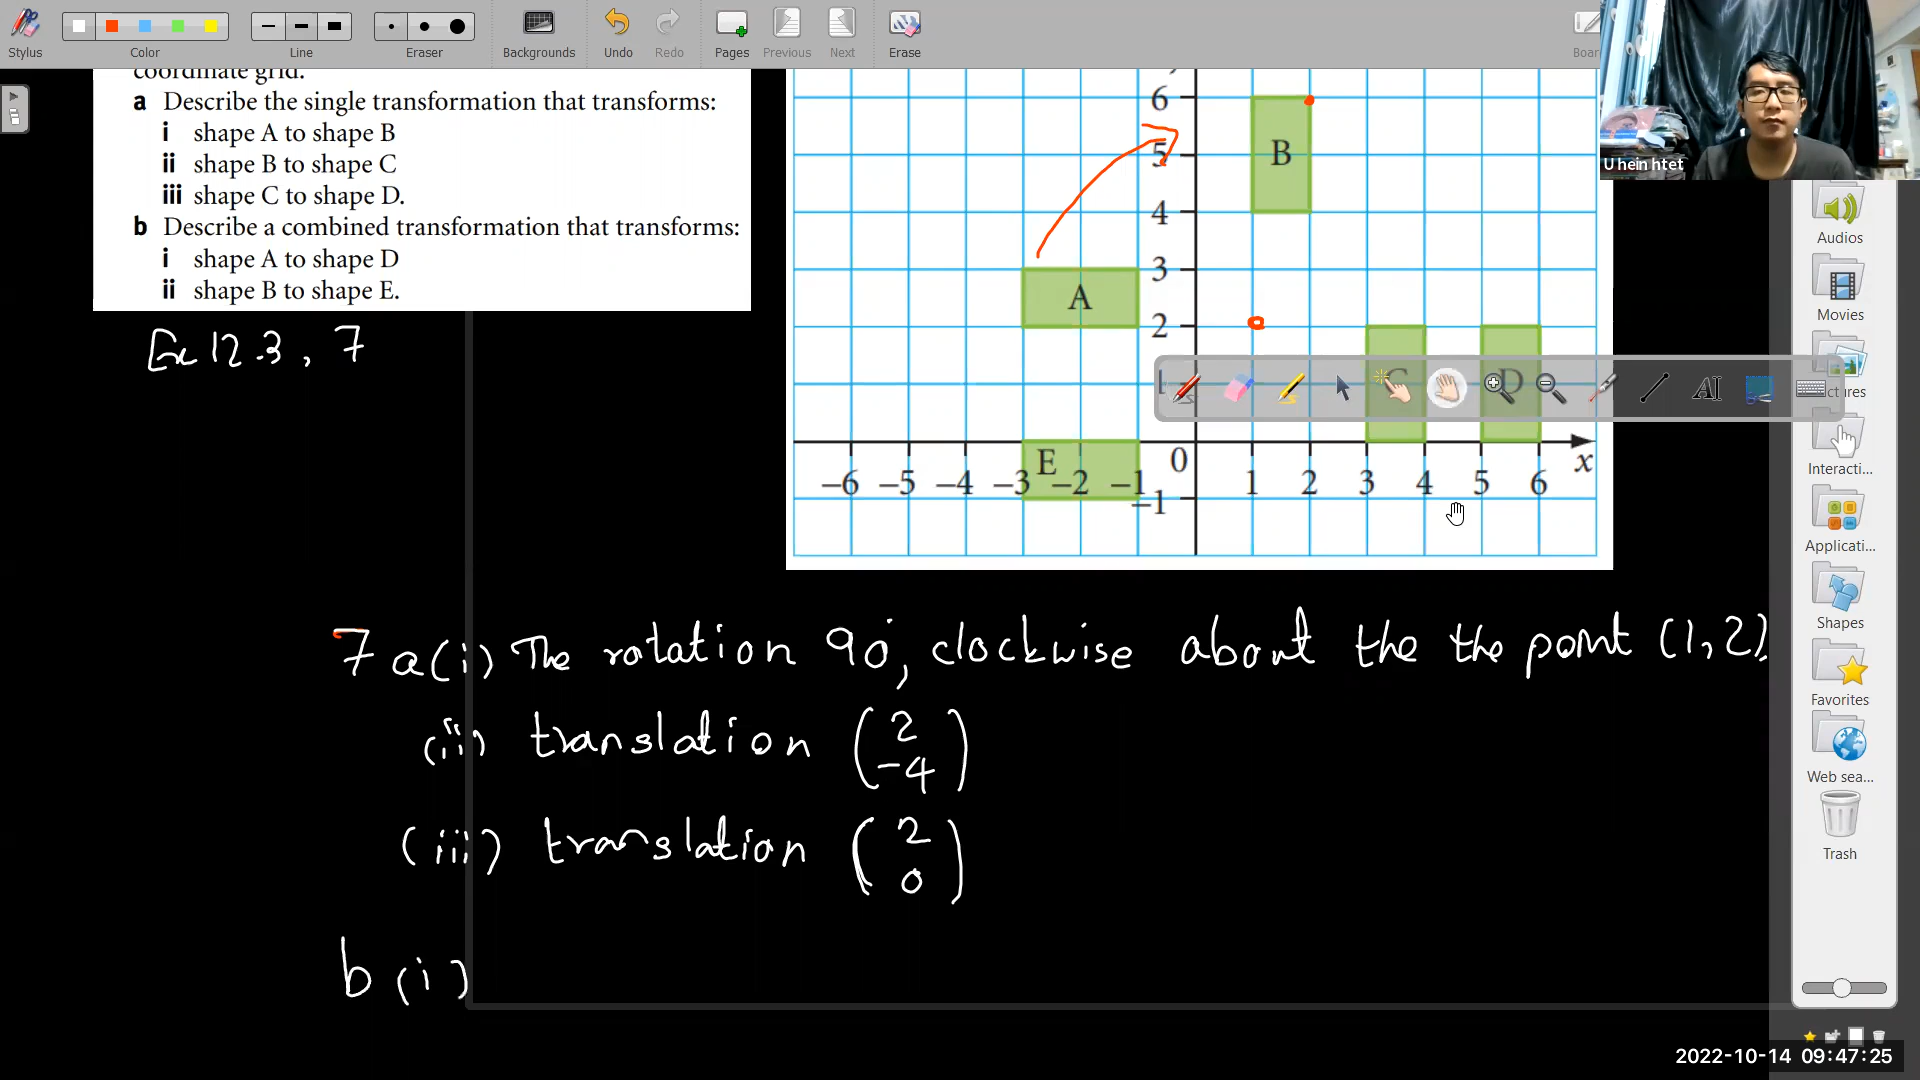 Stylus Color Line Eraser Backgrounds Undo Redo Pages Previous Next Erase Boar
coordinate grid.
a Describe the single transformation that transforms:
i shape A to shape B
ii shape B to shape C
iii shape C to shape D.
b Describe a combined transformation that transforms:
i shape A to shape D
ii shape B to shape E.
Ex 12.3, 7
6
5
4
3
2
1
B
A
C
D
E
0
x
-6 -5 -4 -3 -2 -1 1 2 3 4 5 6
-1
U hein htet
7 a(i) The rotation 90°, clockwise about the the point (1,2).
(ii) translation (2 -4)
(iii) translation (2 0)
b (i)
Audios
Movies
ctures
Interacti...
Applicati...
Shapes
Favorites
Web sea...
Trash
2022-10-14 09:47:25